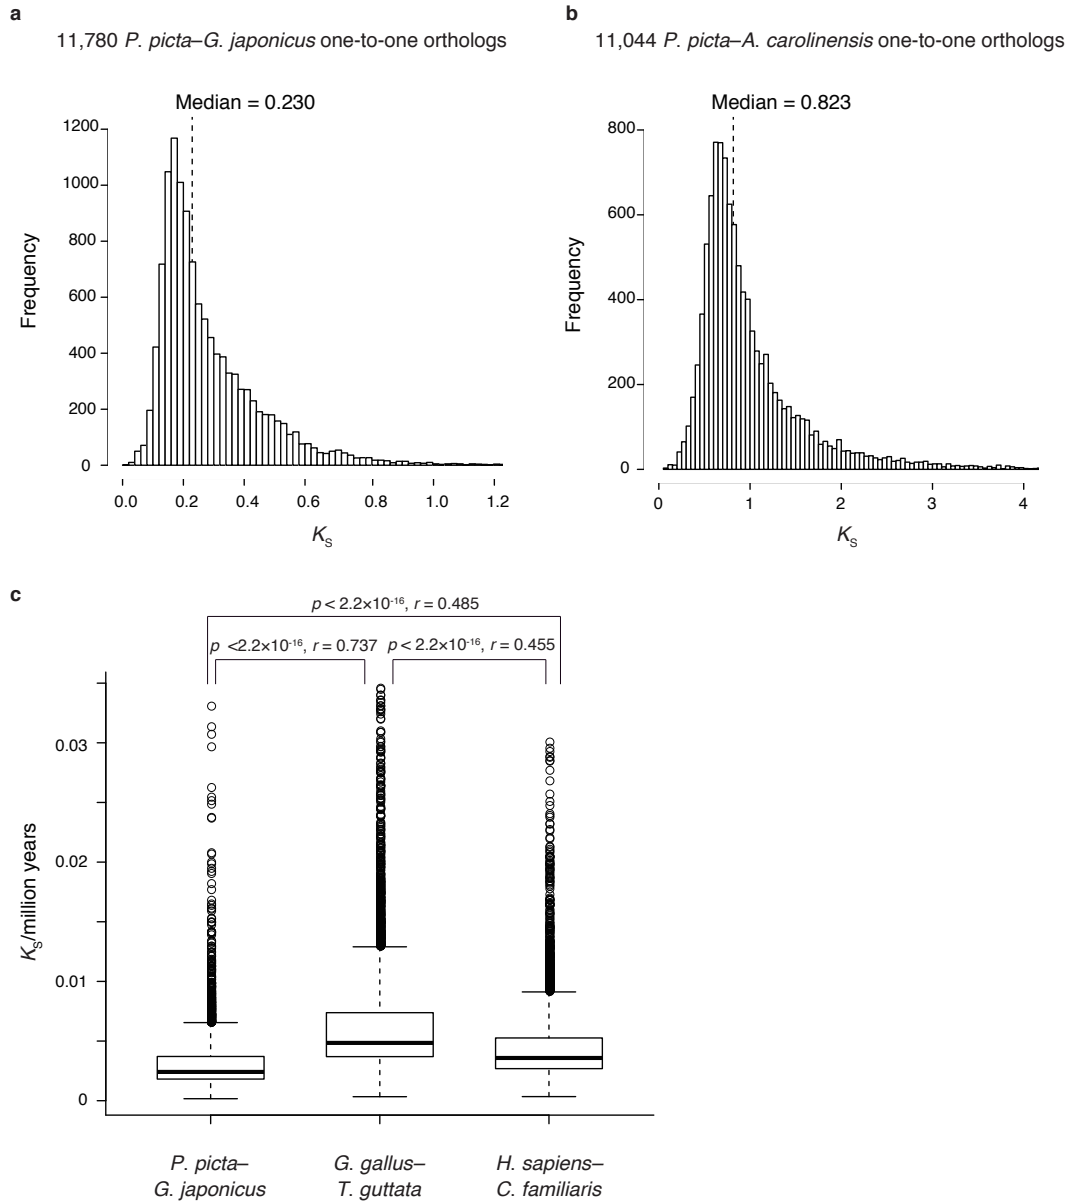 a
11,780 P. picta–G. japonicus one-to-one orthologs
Median = 0.230
1200
1000
800
600
400
200
0
Frequency
0.0 0.2 0.4 0.6 0.8 1.0 1.2
KS
b
11,044 P. picta–A. carolinensis one-to-one orthologs
Median = 0.823
800
600
400
200
0
Frequency
0 1 2 3 4
KS
c
p < 2.2×10-16, r = 0.485
p <2.2×10-16, r = 0.737 p < 2.2×10-16, r = 0.455
0.03
0.02
0.01
0
KS/million years
P. picta–
G. japonicus
G. gallus–
T. guttata
H. sapiens–
C. familiaris